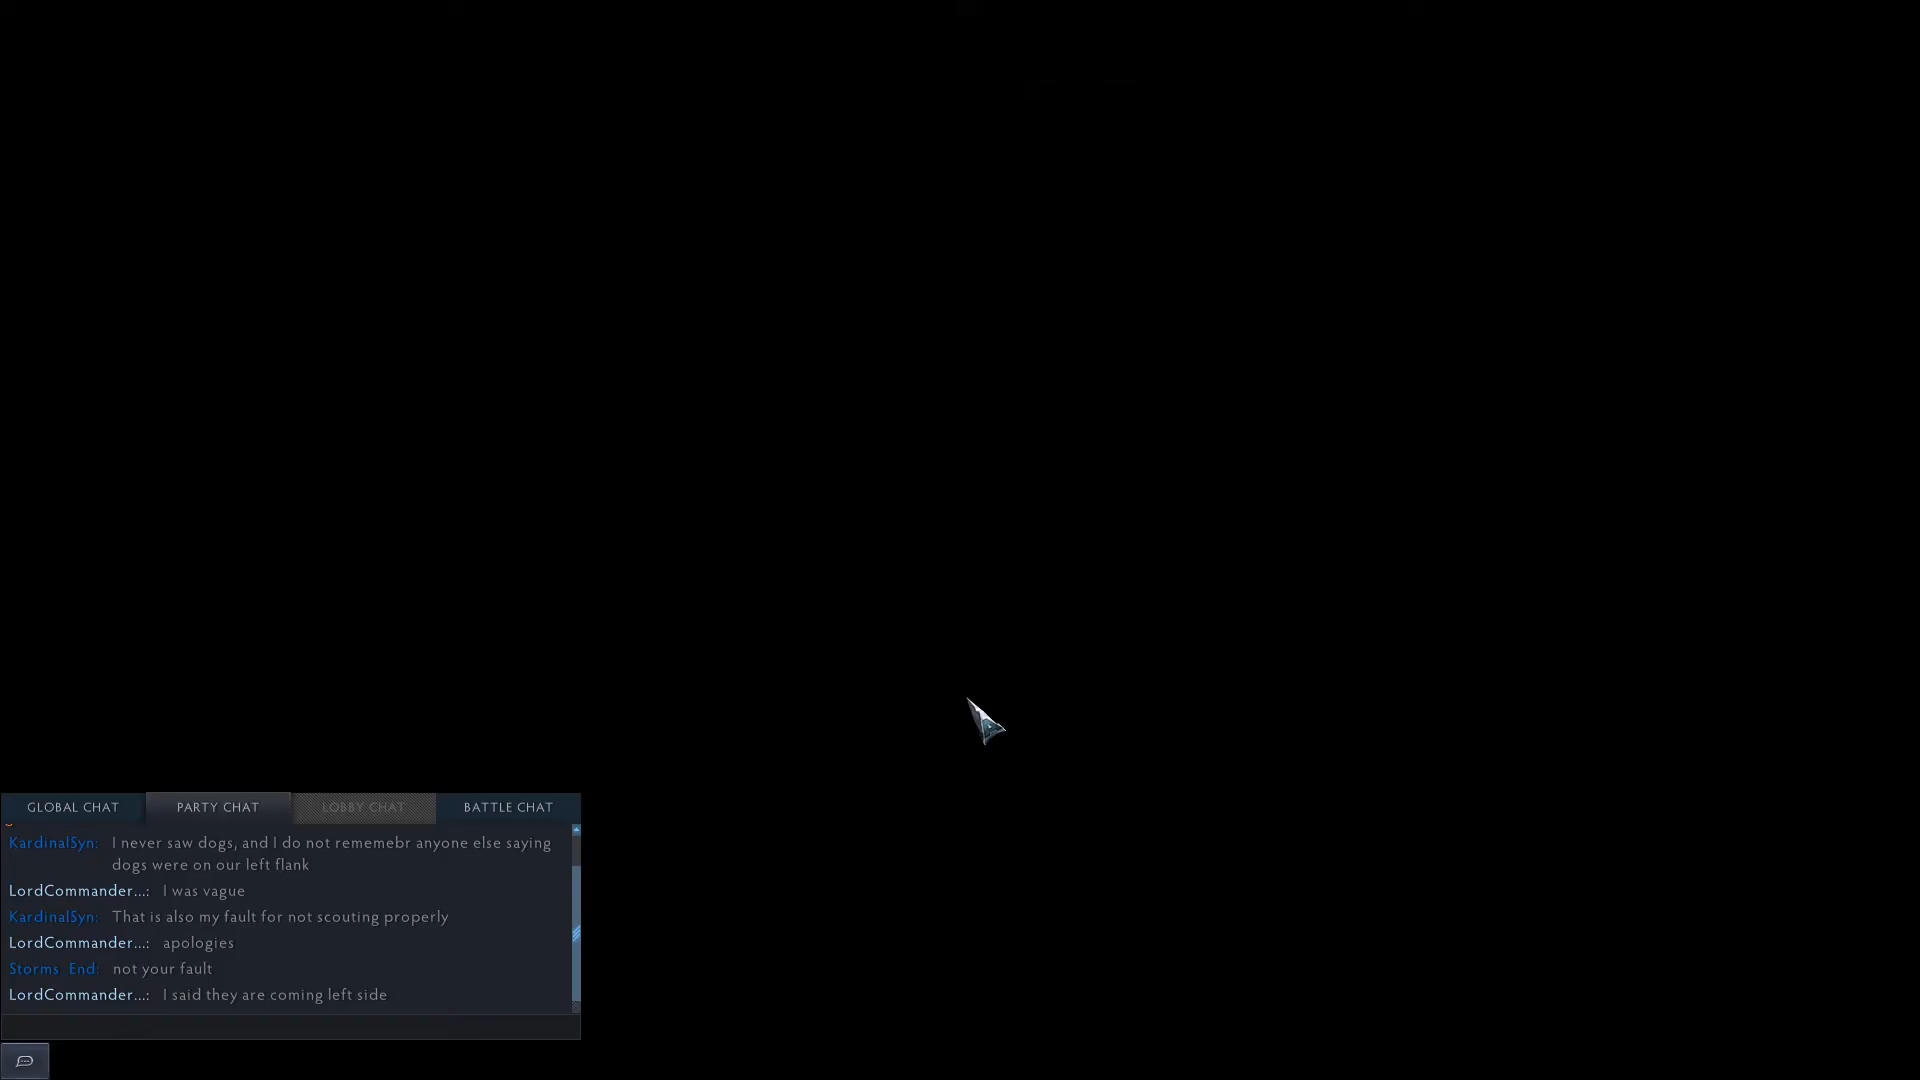 GLOBAL CHAT PARTY CHAT LOBBY CHAT BATTLE CHAT
KardinalSyn: I never saw dogs, and I do not rememebr anyone else saying
dogs were on our left flank
LordCommander...: I was vague
KardinalSyn: That is also my fault for not scouting properly
LordCommander...: apologies
Storms_End: not your fault
LordCommander...: I said they are coming left side